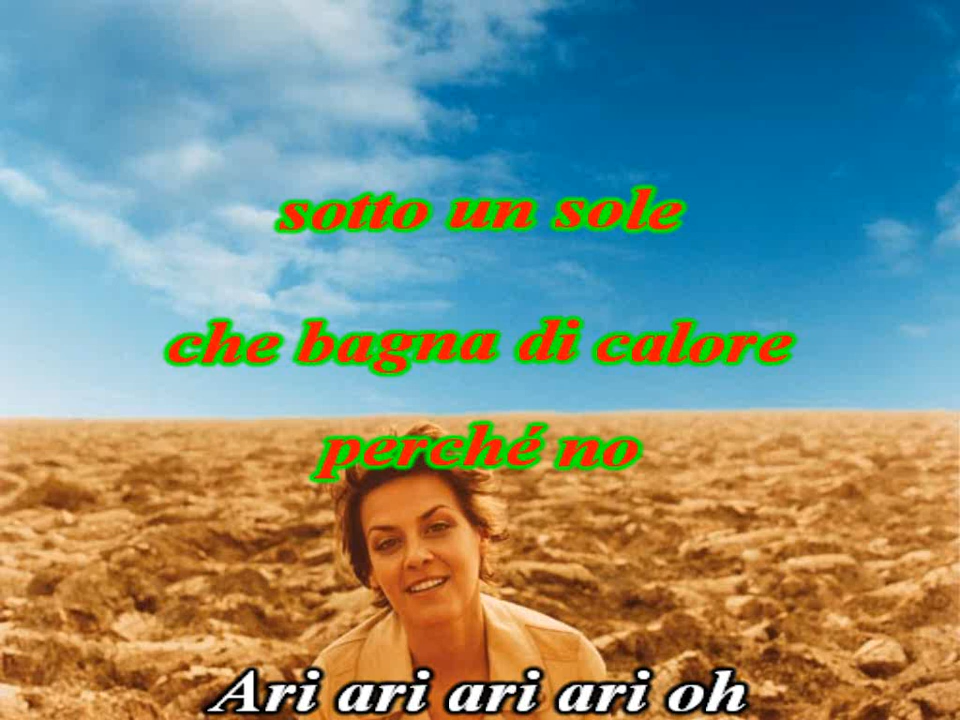 sotto un sole
che bagna di calore
perché no
Ari ari ari ari oh